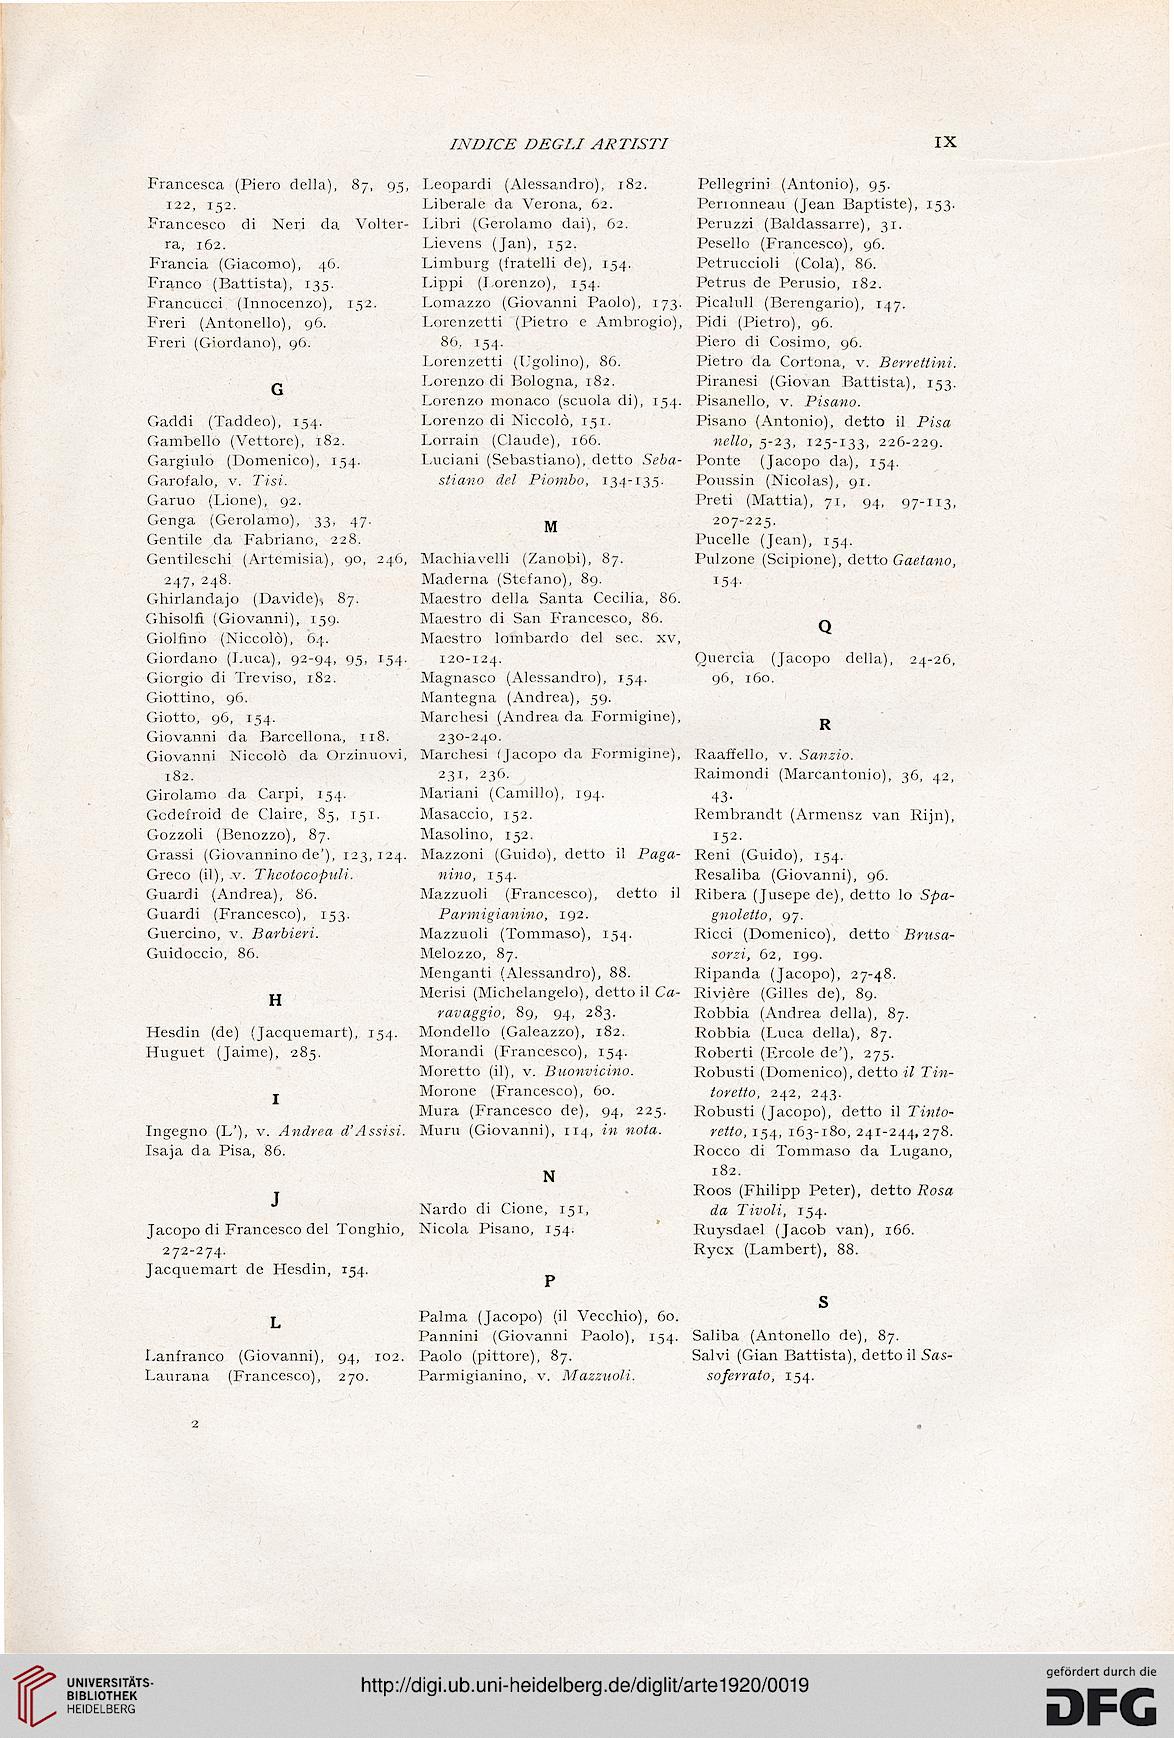 INDICE DEGLI ARTISTI
IX
Francesca (Piero della), 87, 95,
122, 152.
Francesco di Neri da Volter-
ra, 162.
Francia (Giacomo), 46.
Franco (Battista), 135.
Francucci (Innocenzo), 152.
Freri (Antonello), 96.
Freri (Giordano), 96.
G
Gaddi (Taddeo), 154.
Gambello (Vettore), 182.
Gargiulo (Domenico), 154.
Garofalo, v. Tisi.
Garuo (Lione), 92.
Genga (Gerolamo), 33, 47.
Gentile da Fabriano, 228.
Gentileschi (Artemisia), 90, 246,
247, 248.
Ghirlandajo (Davide), 87.
Ghisolfi (Giovanni), 159.
Giolfino (Niccolò), 64.
Giordano (Luca), 92-94, 95, 154.
Giorgio di Treviso, 182.
Giottino, 96.
Giotto, 96, 154.
Giovanni da Barcellona, 118.
Giovanni Niccolò da Orzinuovi,
182.
Girolamo da Carpi, 154.
Godefroid de Claire, 85, 151.
Gozzoli (Benozzo), 87.
Grassi (Giovannino de'), 123, 124.
Greco (il), v. Theotocopuli.
Guardi (Andrea), 86.
Guardi (Francesco), 153.
Guercino, v. Barbieri.
Guidoccio, 86.
H
Hesdin (de) (Jacquemart), 154.
Huguet (Jaime), 285.
I
Ingegno (L'), v. Andrea d'Assisi.
Isaja da Pisa, 86.
J
Jacopo di Francesco del Tonghio,
272-274.
Jacquemart de Hesdin, 154.
L
Lanfranco (Giovanni), 94, 102.
Laurana (Francesco), 270.
2
Leopardi (Alessandro), 182.
Liberale da Verona, 62.
Libri (Gerolamo dai), 62.
Lievens (Jan), 152.
Limburg (fratelli de), 154.
Lippi (Lorenzo), 154.
Lomazzo (Giovanni Paolo), 173.
Lorenzetti (Pietro e Ambrogio),
86, 154.
Lorenzetti (Ugolino), 86.
Lorenzo di Bologna, 182.
Lorenzo monaco (scuola di), 154.
Lorenzo di Niccolò, 151.
Lorrain (Claude), 166.
Luciani (Sebastiano), detto Seba-
stiano del Piombo, 134-135.
M
Machiavelli (Zanobi), 87.
Maderna (Stefano), 89.
Maestro della Santa Cecilia, 86.
Maestro di San Francesco, 86.
Maestro lombardo del sec. XV,
120-124.
Magnasco (Alessandro), 154.
Mantegna (Andrea), 59.
Marchesi (Andrea da Formigine),
230-240.
Marchesi (Jacopo da Formigine),
231, 236.
Mariani (Camillo), 194.
Masaccio, 152.
Masolino, 152.
Mazzoni (Guido), detto il Paga-
nino, 154.
Mazzuoli (Francesco), detto il
Parmigianino, 192.
Mazzuoli (Tommaso), 154.
Melozzo, 87.
Menganti (Alessandro), 88.
Merisi (Michelangelo), detto il Ca-
ravaggio, 89, 94, 283.
Mondello (Galeazzo), 182.
Morandi (Francesco), 154.
Moretto (il), v. Buonvicino.
Morone (Francesco), 60.
Mura (Francesco de), 94, 225.
Muru (Giovanni), 114, in nota.
N
Nardo di Cione, 151,
Nicola Pisano, 154.
P
Palma (Jacopo) (il Vecchio), 60.
Pannini (Giovanni Paolo), 154.
Paolo (pittore), 87.
Parmigianino, v. Mazzuoli.
Pellegrini (Antonio), 95.
Perronneau (Jean Baptiste), 153.
Peruzzi (Baldassarre), 31.
Pesello (Francesco), 96.
Petruccioli (Cola), 86.
Petrus de Perusio, 182.
Picalull (Berengario), 147.
Pidi (Pietro), 96.
Piero di Cosimo, 96.
Pietro da Cortona, v. Berrettini.
Piranesi (Giovan Battista), 153.
Pisanello, v. Pisano.
Pisano (Antonio), detto il Pisa
nello, 5-23, 125-133, 226-229.
Ponte (Jacopo da), 154.
Poussin (Nicolas), 91.
Preti (Mattia), 71, 94, 97-113,
207-225.
Pucelle (Jean), 154.
Pulzone (Scipione), detto Gaetano,
154.
Q
Quercia (Jacopo della), 24-26,
96, 160.
R
Raaffello, v. Sanzio.
Raimondi (Marcantonio), 36, 42,
43.
Rembrandt (Armensz van Rijn),
152.
Reni (Guido), 154.
Resaliba (Giovanni), 96.
Ribera (Jusepe de), detto lo Spa-
gnoletto, 97.
Ricci (Domenico), detto Brusa-
sorzi, 62, 199.
Ripanda (Jacopo), 27-48.
Rivière (Gilles de), 89.
Robbia (Andrea della), 87.
Robbia (Luca della), 87.
Roberti (Ercole de'), 275.
Robusti (Domenico), detto il Tin-
toretto, 242, 243.
Robusti (Jacopo), detto il Tinto-
retto, 154, 163-180, 241-244, 278.
Rocco di Tommaso da Lugano,
182.
Roos (Fhilipp Peter), detto Rosa
da Tivoli, 154.
Ruysdael (Jacob van), 166.
Rycx (Lambert), 88.
S
Saliba (Antonello de), 87.
Salvi (Gian Battista), detto il Sas-
soferrato, 154.
UNIVERSITÄTS-
BIBLIOTHEK
HEIDELBERG
http://digi.ub.uni-heidelberg.de/diglit/arte1920/0019
gefördert durch die
DFG